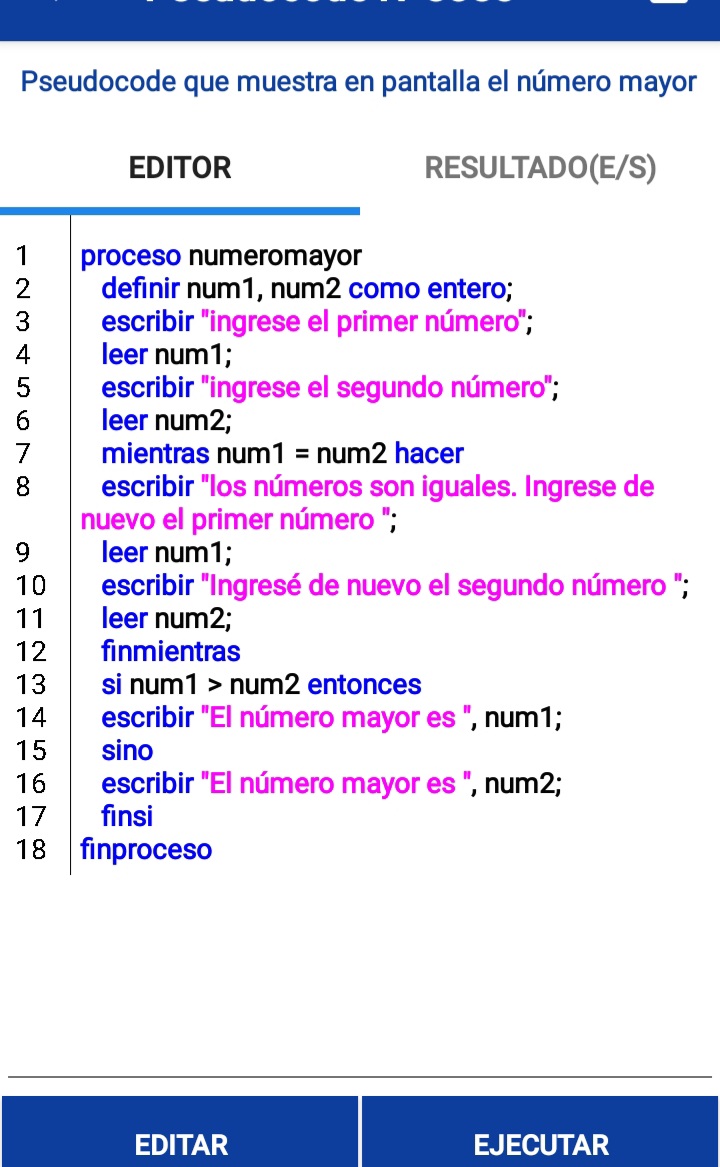 Pseudocode que muestra en pantalla el número mayor
EDITOR RESULTADO(E/S)
1 proceso numeromayor
2 definir num1, num2 como entero;
3 escribir "ingrese el primer número";
4 leer num1;
5 escribir "ingrese el segundo número";
6 leer num2;
7 mientras num1 = num2 hacer
8 escribir "los números son iguales. Ingrese de
nuevo el primer número ";
9 leer num1;
10 escribir "Ingresé de nuevo el segundo número ";
11 leer num2;
12 finmientras
13 si num1 > num2 entonces
14 escribir "El número mayor es ", num1;
15 sino
16 escribir "El número mayor es ", num2;
17 finsi
18 finproceso
EDITAR EJECUTAR